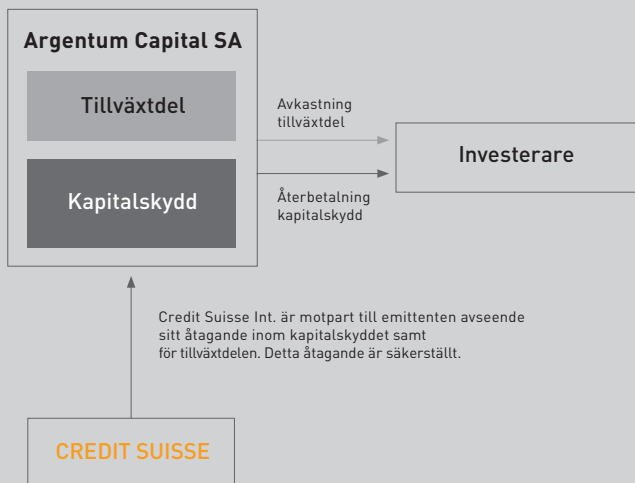 Argentum Capital SA
Tillväxtdel
Kapitalskydd
Avkastning
tillväxtdel
Återbetalning
kapitalskydd
Investerare
Credit Suisse Int. är motpart till emittenten avseende
sitt åtagande inom kapitalskyddet samt
för tillväxtdelen. Detta åtagande är säkerställt.
CREDIT SUISSE